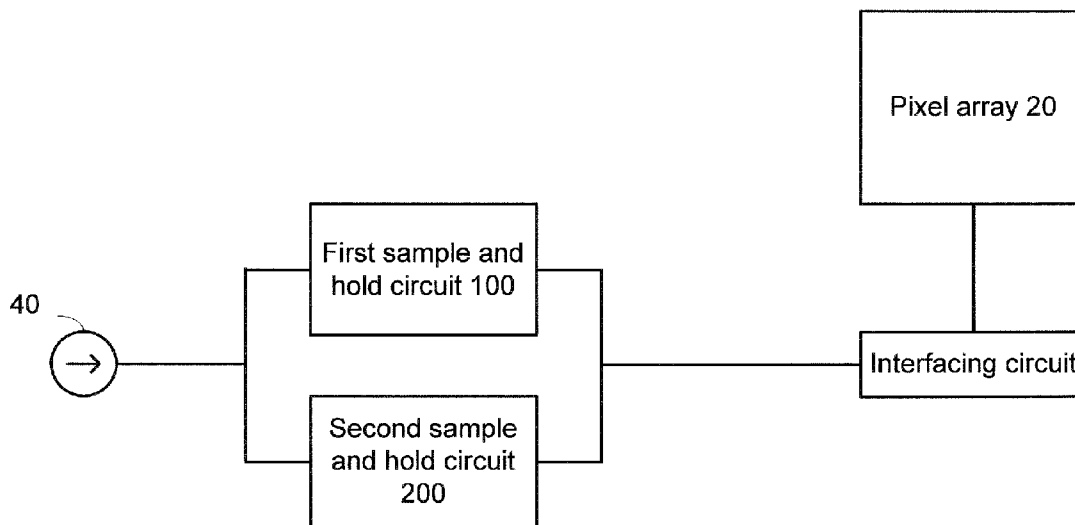 Pixel array 20
First sample and
hold circuit 100
40
Interfacing circuit
Second sample
and hold circuit
200